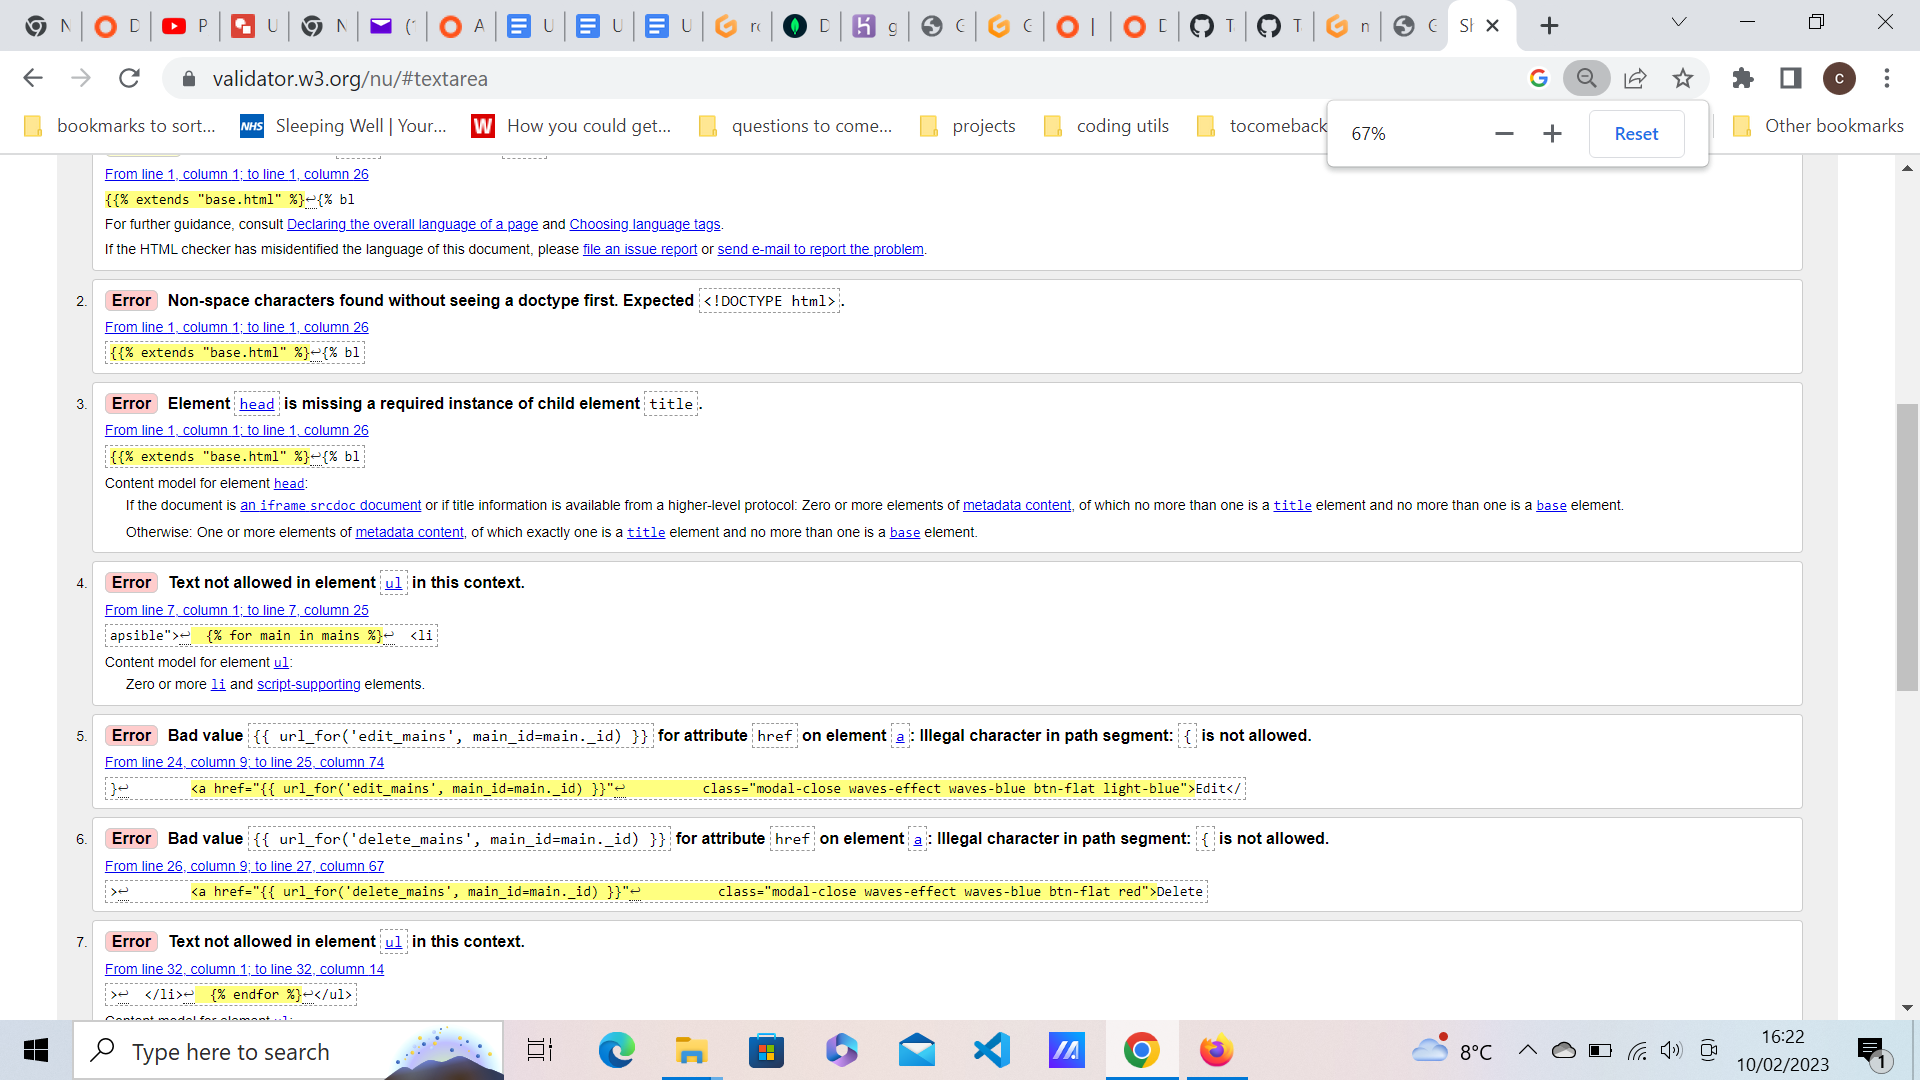 N
D
P
U
N
(1
A
U
U
U
ro
D
g
G
G
|
D
T
T
n
G
Sh
validator.w3.org/nu/#textarea
c
bookmarks to sort...
NHS
Sleeping Well | Your...
W
How you could get...
questions to come...
projects
coding utils
tocomeback
67%
Reset
Other bookmarks
From line 1, column 1; to line 1, column 26
{{% extends "base.html" %}↩{% bl
For further guidance, consult Declaring the overall language of a page and Choosing language tags.
If the HTML checker has misidentified the language of this document, please file an issue report or send e-mail to report the problem.
2. Error Non-space characters found without seeing a doctype first. Expected <!DOCTYPE html>.
From line 1, column 1; to line 1, column 26
{{% extends "base.html" %}↩{% bl
3. Error Element head is missing a required instance of child element title.
From line 1, column 1; to line 1, column 26
{{% extends "base.html" %}↩{% bl
Content model for element head:
If the document is an iframe srcdoc document or if title information is available from a higher-level protocol: Zero or more elements of metadata content, of which no more than one is a title element and no more than one is a base element.
Otherwise: One or more elements of metadata content, of which exactly one is a title element and no more than one is a base element.
4. Error Text not allowed in element ul in this context.
From line 7, column 1; to line 7, column 25
apsible">↩  {% for main in mains %}↩  <li
Content model for element ul:
Zero or more li and script-supporting elements.
5. Error Bad value {{ url_for('edit_mains', main_id=main._id) }} for attribute href on element a: Illegal character in path segment: { is not allowed.
From line 24, column 9; to line 25, column 74
}↩        <a href="{{ url_for('edit_mains', main_id=main._id) }}"↩          class="modal-close waves-effect waves-blue btn-flat light-blue">Edit</
6. Error Bad value {{ url_for('delete_mains', main_id=main._id) }} for attribute href on element a: Illegal character in path segment: { is not allowed.
From line 26, column 9; to line 27, column 67
>↩        <a href="{{ url_for('delete_mains', main_id=main._id) }}"↩          class="modal-close waves-effect waves-blue btn-flat red">Delete
7. Error Text not allowed in element ul in this context.
From line 32, column 1; to line 32, column 14
>↩  </li>↩  {% endfor %}↩</ul>
Content model for element ul:
Type here to search
8°C
16:22
10/02/2023
1